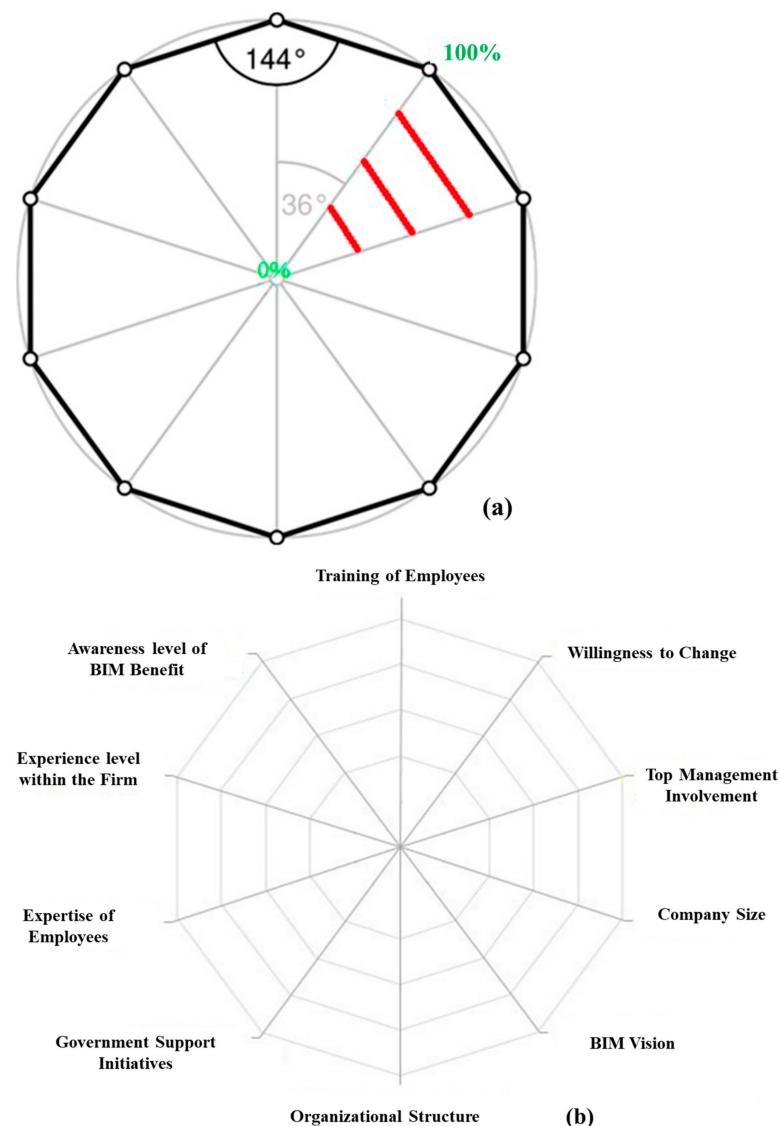 144°
100%
36°
0%
(a)
Training of Employees
Awareness level of
BIM Benefit
Willingness to Change
Experience level
within the Firm
Top Management
Involvement
Expertise of
Employees
Company Size
Government Support
Initiatives
BIM Vision
Organizational Structure
(b)